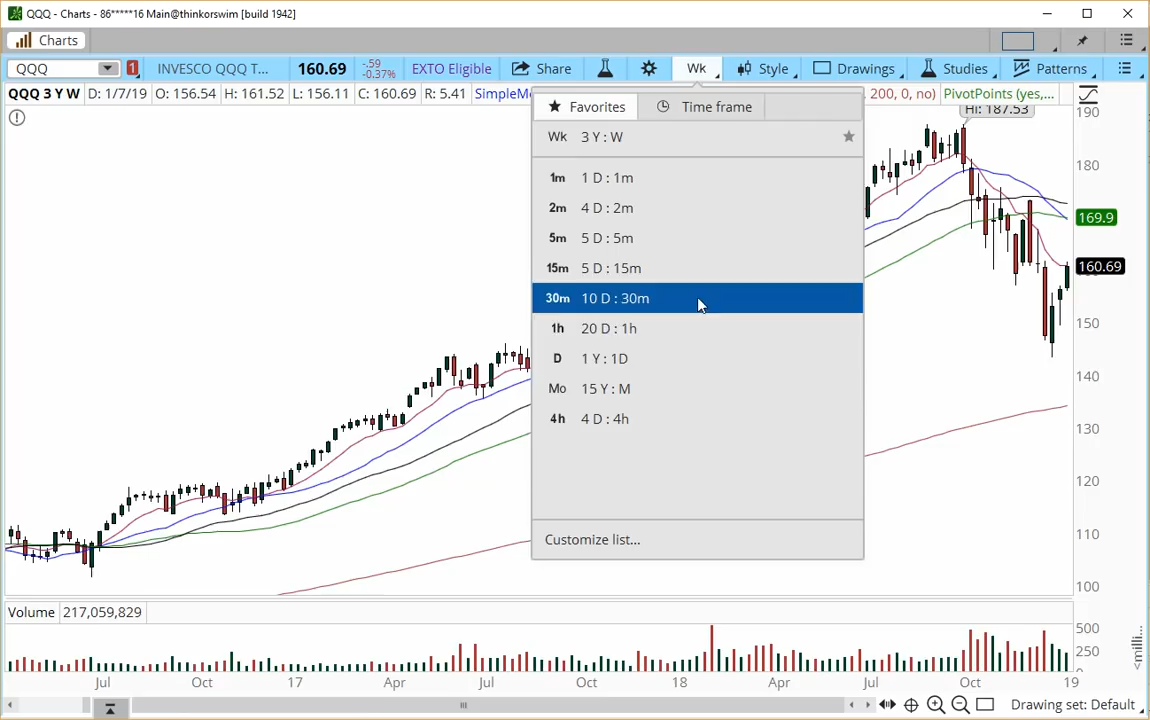 QQQ - Charts - 86*****16 Main@thinkorswim [build 1942]
Charts
QQQ 1 INVESCO QQQ T... 160.69 -.59 -0.37% EXTO Eligible Share Wk Style Drawings Studies Patterns
QQQ 3 Y W D: 1/7/19 O: 156.54 H: 161.52 L: 156.11 C: 160.69 R: 5.41 SimpleMo 200, 0, no) PivotPoints (yes,...
Favorites Time frame
Hi: 187.53
Wk 3 Y : W
1m 1 D : 1m
2m 4 D : 2m
5m 5 D : 5m
15m 5 D : 15m
30m 10 D : 30m
1h 20 D : 1h
D 1 Y : 1D
Mo 15 Y : M
4h 4 D : 4h
Customize list...
190
180
169.9
160.69
150
140
130
120
110
100
Volume 217,059,829
500
250
<milli...
Jul Oct 17 Apr Jul Oct 18 Apr Jul Oct 19
Drawing set: Default